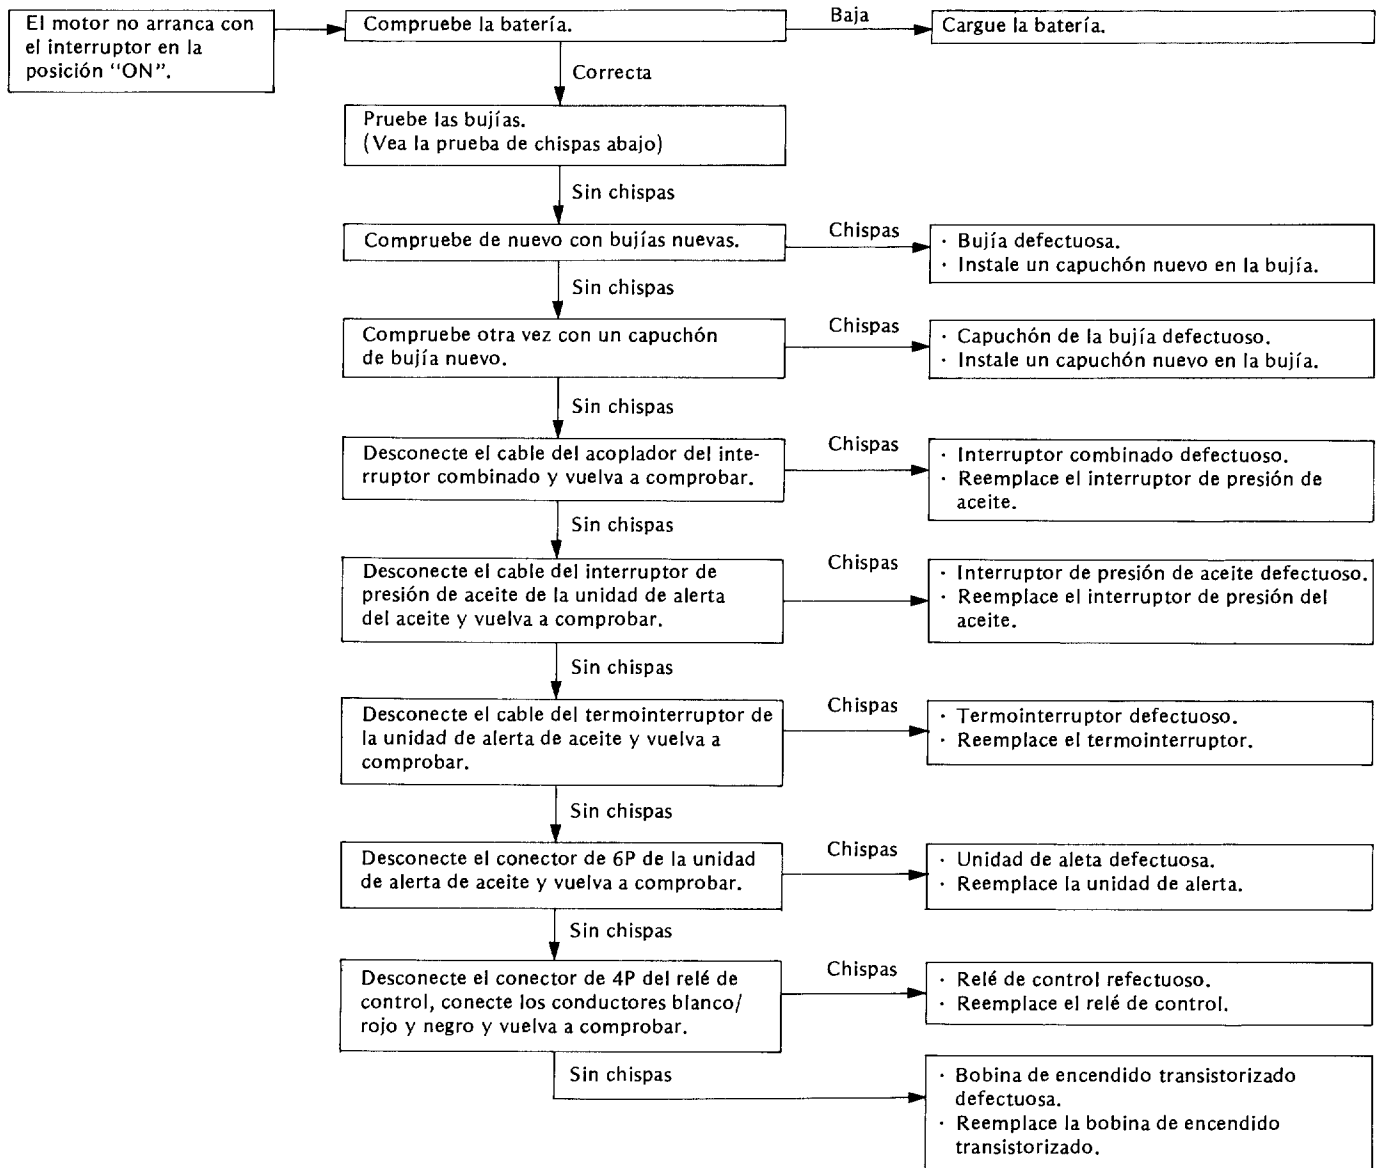 El motor no arranca con
el interruptor en la
posición “ON”.
Compruebe la batería.
Baja
Cargue la batería.
Correcta
Pruebe las bujías.
(Vea la prueba de chispas abajo)
Sin chispas
Compruebe de nuevo con bujías nuevas.
Chispas
· Bujía defectuosa.
· Instale un capuchón nuevo en la bujía.
Sin chispas
Compruebe otra vez con un capuchón
de bujía nuevo.
Chispas
· Capuchón de la bujía defectuoso.
· Instale un capuchón nuevo en la bujía.
Sin chispas
Desconecte el cable del acoplador del inte-
rruptor combinado y vuelva a comprobar.
Chispas
· Interruptor combinado defectuoso.
· Reemplace el interruptor de presión de
aceite.
Sin chispas
Desconecte el cable del interruptor de
presión de aceite de la unidad de alerta
del aceite y vuelva a comprobar.
Chispas
· Interruptor de presión de aceite defectuoso.
· Reemplace el interruptor de presión del
aceite.
Sin chispas
Desconecte el cable del termointerruptor de
la unidad de alerta de aceite y vuelva a
comprobar.
Chispas
· Termointerruptor defectuoso.
· Reemplace el termointerruptor.
Sin chispas
Desconecte el conector de 6P de la unidad
de alerta de aceite y vuelva a comprobar.
Chispas
· Unidad de aleta defectuosa.
· Reemplace la unidad de alerta.
Sin chispas
Desconecte el conector de 4P del relé de
control, conecte los conductores blanco/
rojo y negro y vuelva a comprobar.
Chispas
· Relé de control refectuoso.
· Reemplace el relé de control.
Sin chispas
· Bobina de encendido transistorizado
defectuosa.
· Reemplace la bobina de encendido
transistorizado.